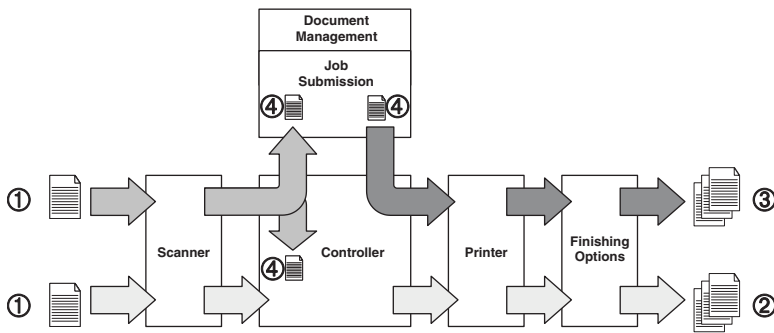 Document
Management
Job
Submission
④ ④
① ③
Scanner Controller Printer Finishing
Options
④
① ②